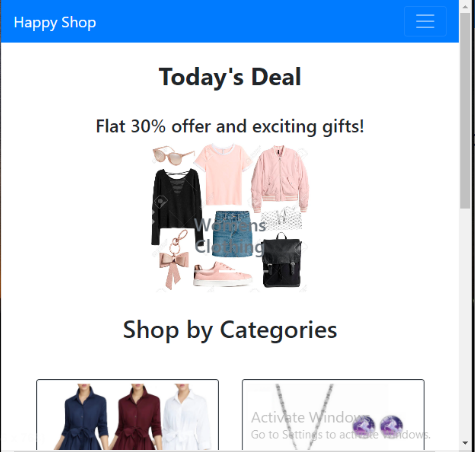 Happy Shop
Today's Deal
Flat 30% offer and exciting gifts!
Womens
Clothing
Shop by Categories
Activate Windows
Go to Settings to activate Windows.